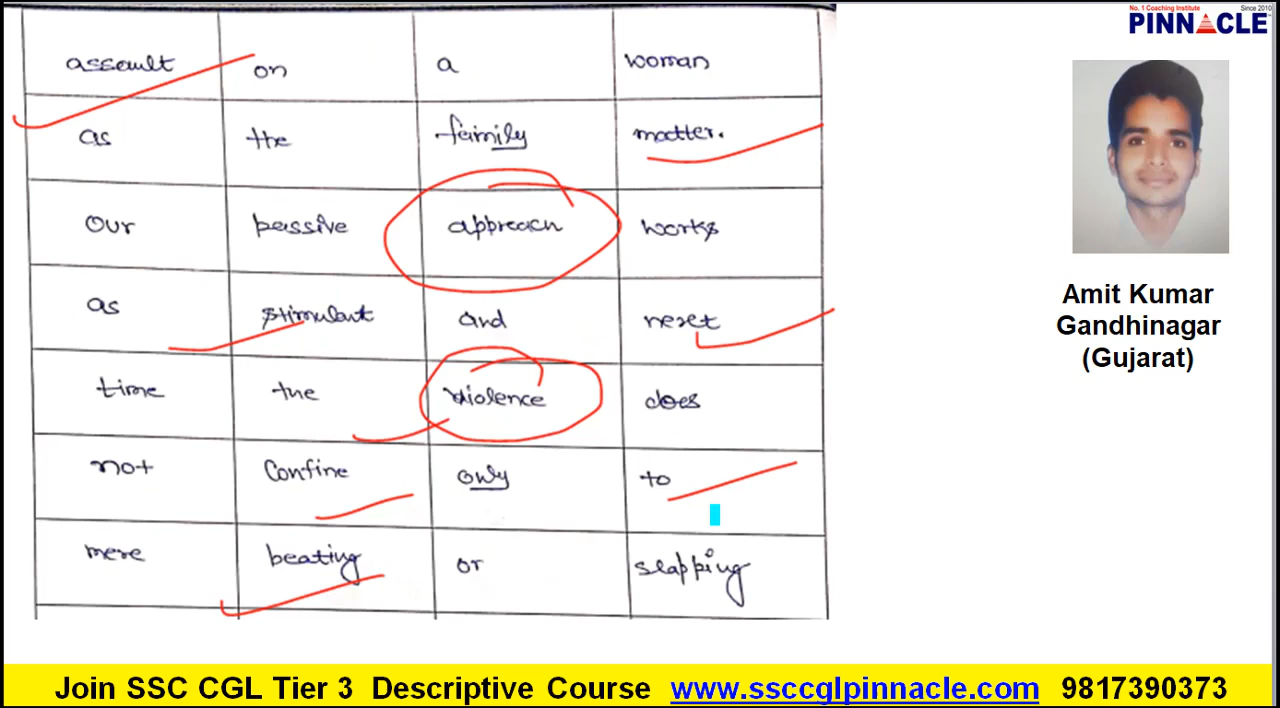 No. 1 Coaching Institute Since 2010
PINNACLE
assault on a woman
as the family matter.
our passive approach works
as stimulant and next
time the violence does
not confine only to
mere beating or slapping
Amit Kumar
Gandhinagar
(Gujarat)
Join SSC CGL Tier 3 Descriptive Course www.ssccglpinnacle.com 9817390373